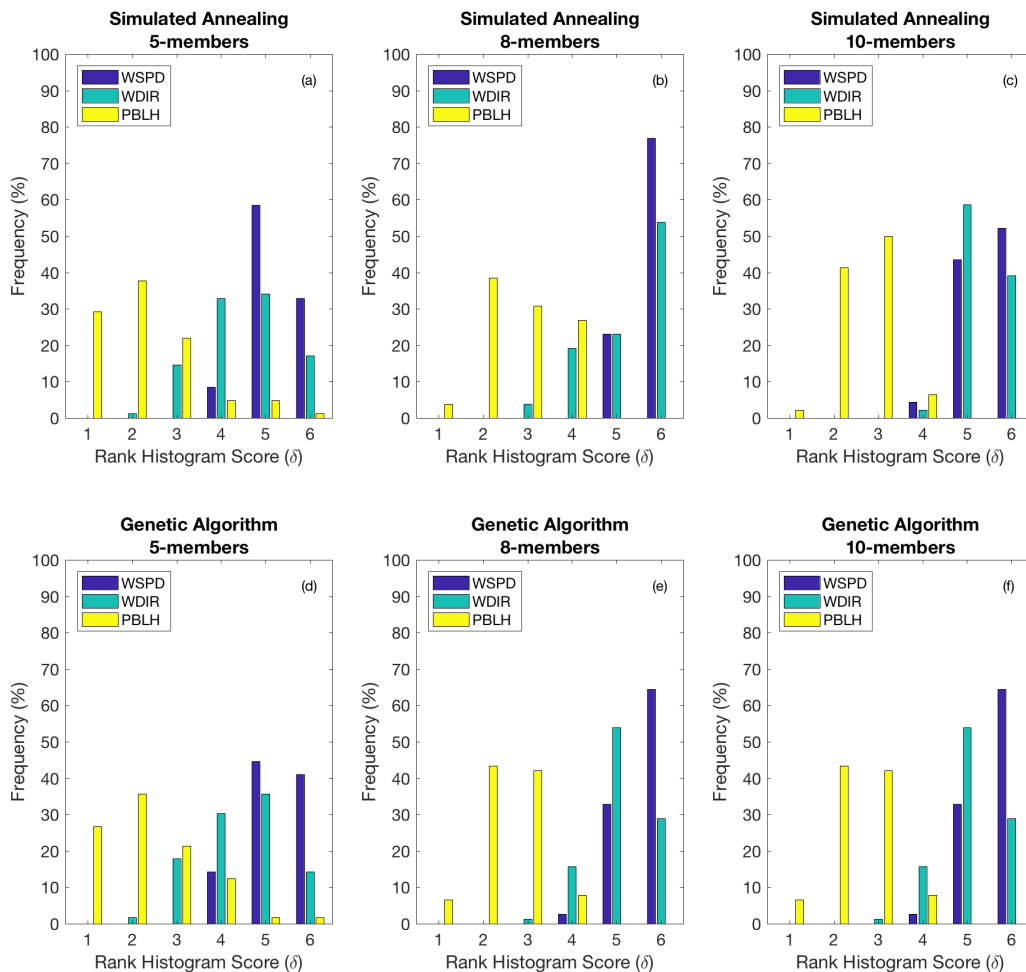 Simulated Annealing
5-members
(a)
WSPD
WDIR
PBLH
100
90
80
70
60
50
40
30
20
10
0
Frequency (%)
1 2 3 4 5 6
Rank Histogram Score (δ)
Simulated Annealing
8-members
(b)
WSPD
WDIR
PBLH
100
90
80
70
60
50
40
30
20
10
0
Frequency (%)
1 2 3 4 5 6
Rank Histogram Score (δ)
Simulated Annealing
10-members
(c)
WSPD
WDIR
PBLH
100
90
80
70
60
50
40
30
20
10
0
Frequency (%)
1 2 3 4 5 6
Rank Histogram Score (δ)
Genetic Algorithm
5-members
(d)
WSPD
WDIR
PBLH
100
90
80
70
60
50
40
30
20
10
0
Frequency (%)
1 2 3 4 5 6
Rank Histogram Score (δ)
Genetic Algorithm
8-members
(e)
WSPD
WDIR
PBLH
100
90
80
70
60
50
40
30
20
10
0
Frequency (%)
1 2 3 4 5 6
Rank Histogram Score (δ)
Genetic Algorithm
10-members
(f)
WSPD
WDIR
PBLH
100
90
80
70
60
50
40
30
20
10
0
Frequency (%)
1 2 3 4 5 6
Rank Histogram Score (δ)